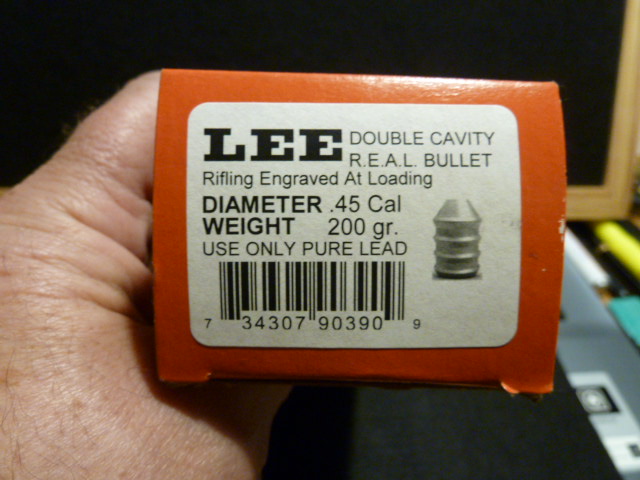 LEE DOUBLE CAVITY
R.E.A.L. BULLET
Rifling Engraved At Loading
DIAMETER .45 Cal
WEIGHT 200 gr.
USE ONLY PURE LEAD
7 34307 90390 9